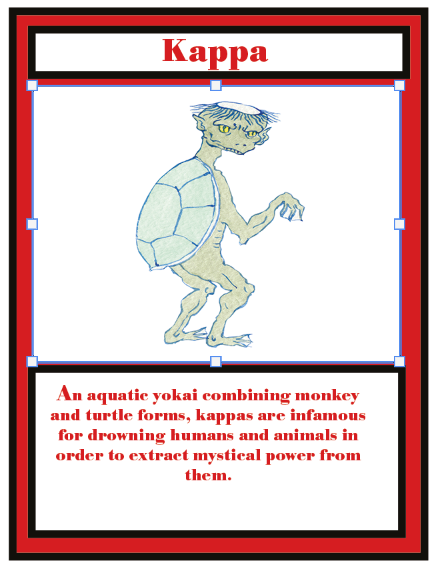 Kappa
An aquatic yokai combining monkey
and turtle forms, kappas are infamous
for drowning humans and animals in
order to extract mystical power from
them.